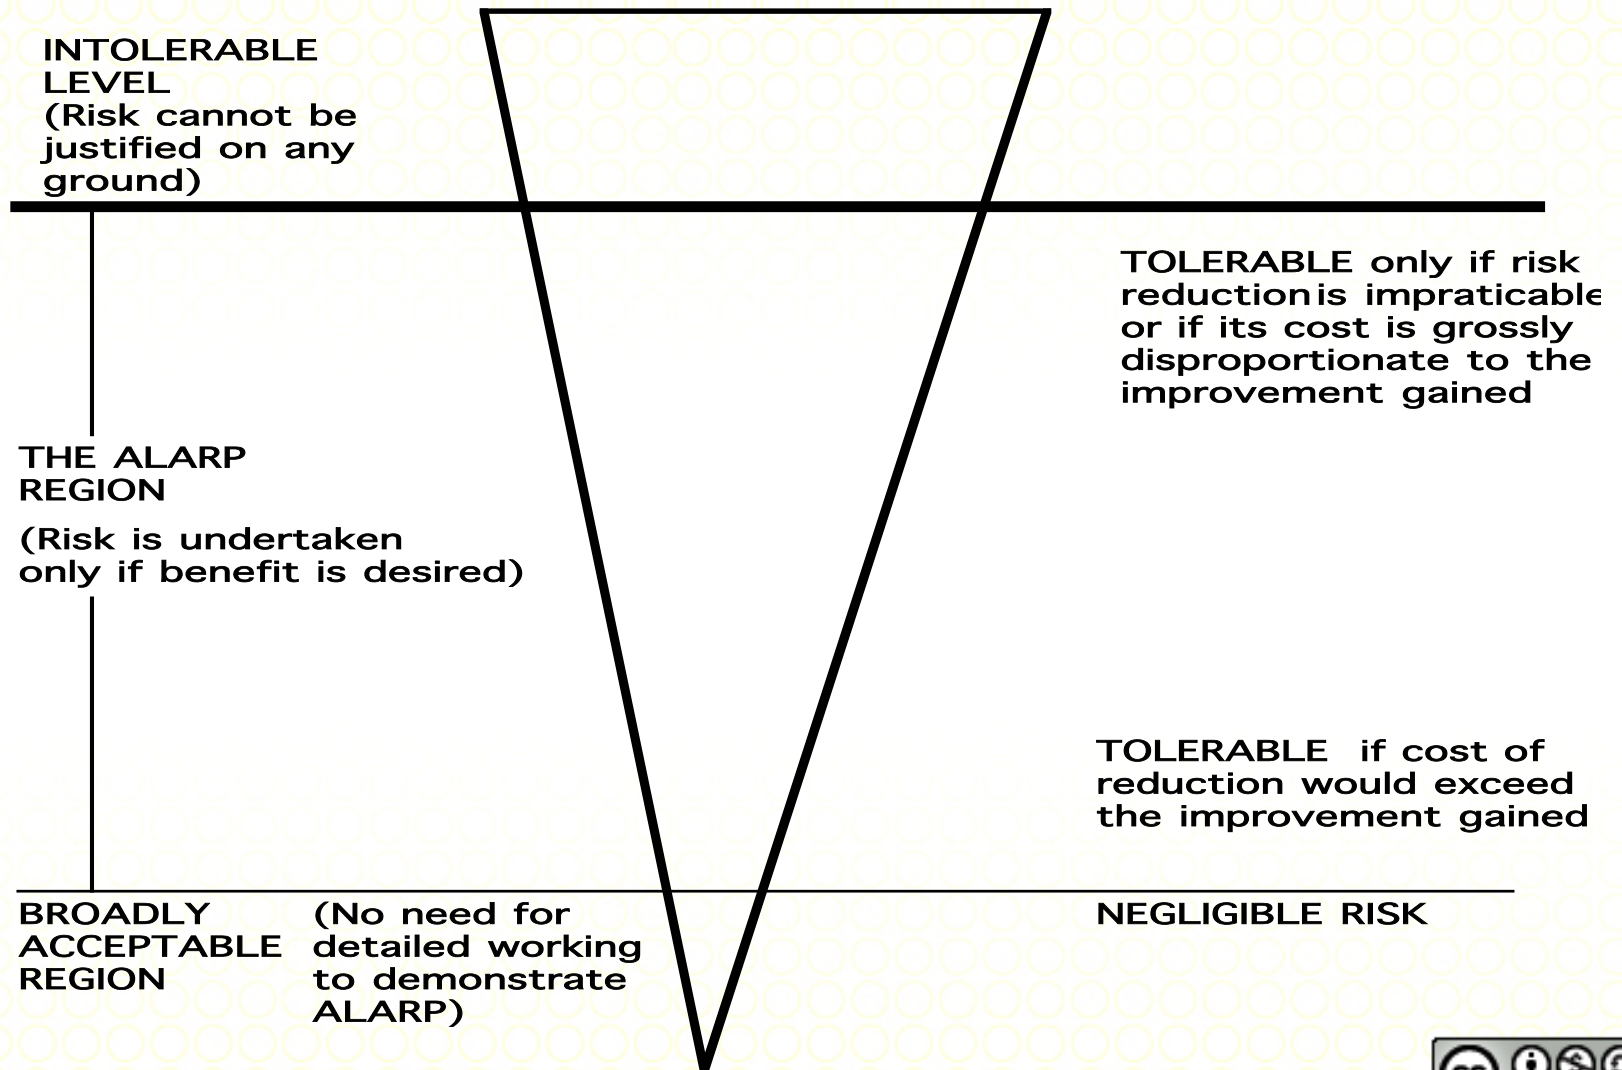 INTOLERABLE
LEVEL
(Risk cannot be
justified on any
ground)
TOLERABLE only if risk
reduction is impraticable
or if its cost is grossly
disproportionate to the
improvement gained
THE ALARP
REGION
(Risk is undertaken
only if benefit is desired)
TOLERABLE if cost of
reduction would exceed
the improvement gained
BROADLY
ACCEPTABLE
REGION
(No need for
detailed working
to demonstrate
ALARP)
NEGLIGIBLE RISK